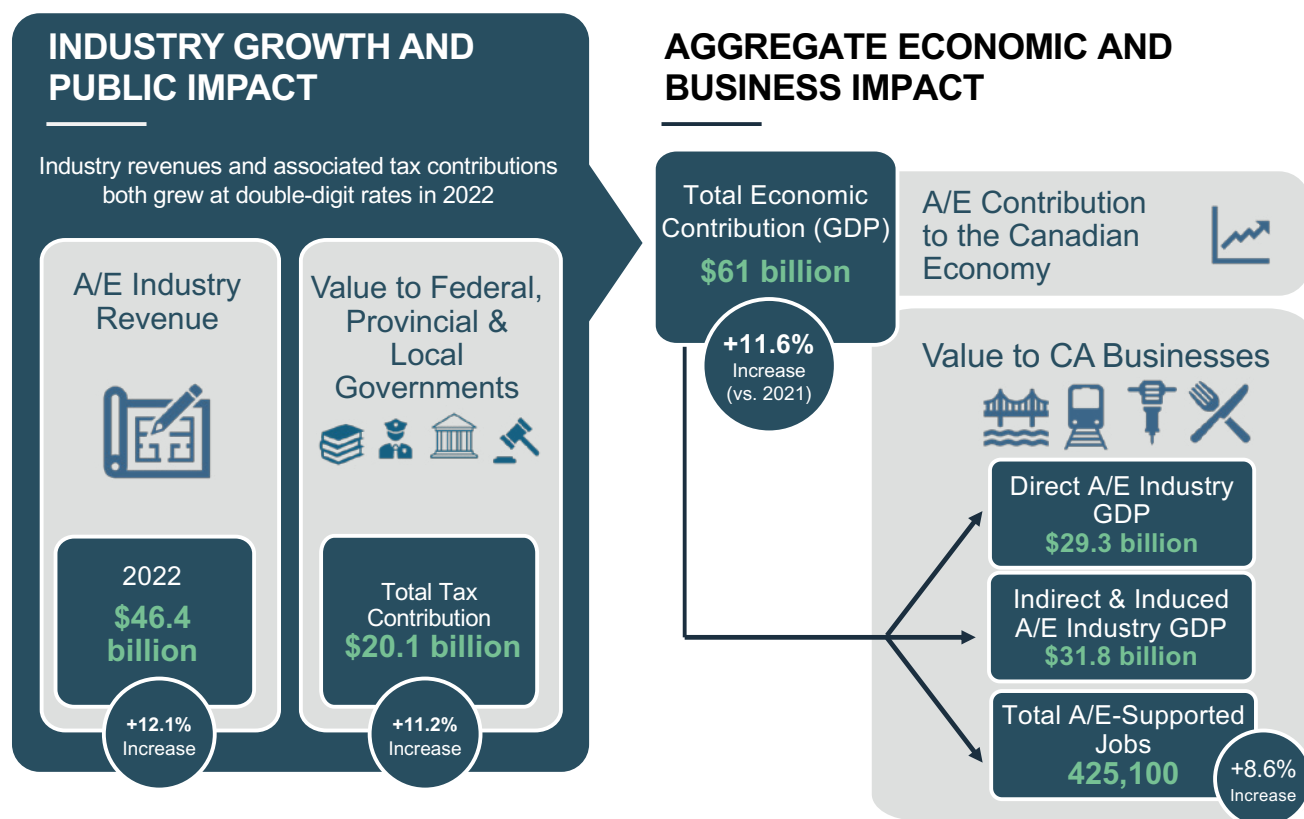 INDUSTRY GROWTH AND
PUBLIC IMPACT
Industry revenues and associated tax contributions
both grew at double-digit rates in 2022
A/E Industry
Revenue
2022
$46.4
billion
+12.1%
Increase
Value to Federal,
Provincial &
Local
Governments
Total Tax
Contribution
$20.1 billion
+11.2%
Increase
AGGREGATE ECONOMIC AND
BUSINESS IMPACT
Total Economic
Contribution (GDP)
$61 billion
+11.6%
Increase
(vs. 2021)
A/E Contribution
to the Canadian
Economy
Value to CA Businesses
Direct A/E Industry
GDP
$29.3 billion
Indirect & Induced
A/E Industry GDP
$31.8 billion
Total A/E-Supported
Jobs
425,100
+8.6%
Increase